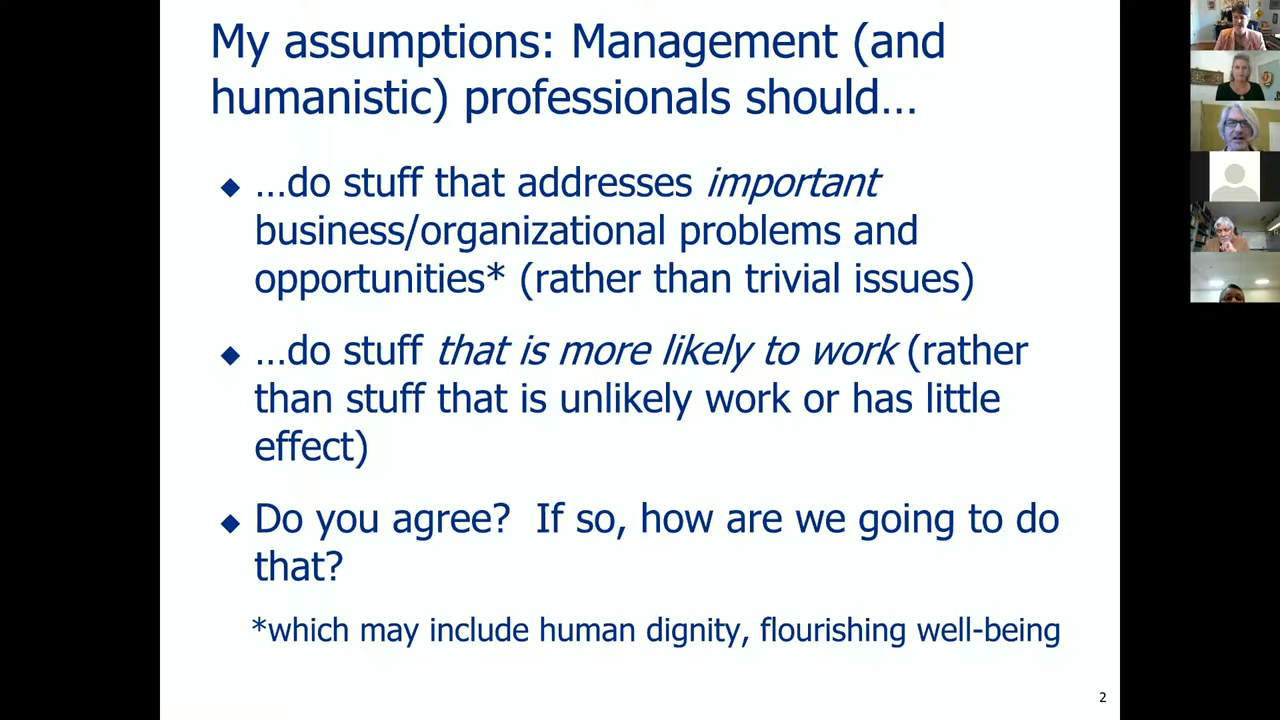 My assumptions: Management (and
humanistic) professionals should...
◆ ...do stuff that addresses important
business/organizational problems and
opportunities* (rather than trivial issues)
◆ ...do stuff that is more likely to work (rather
than stuff that is unlikely work or has little
effect)
◆ Do you agree?  If so, how are we going to do
that?
*which may include human dignity, flourishing well-being
2